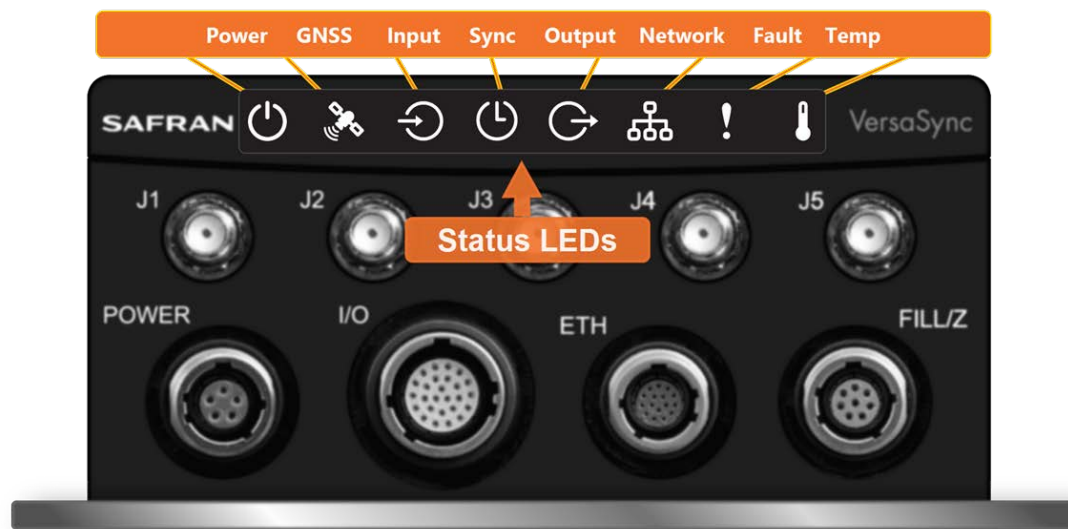 Power GNSS Input Sync Output Network Fault Temp
SAFRAN VersaSync
J1 J2 J3 J4 J5
Status LEDs
POWER I/O ETH FILL/Z